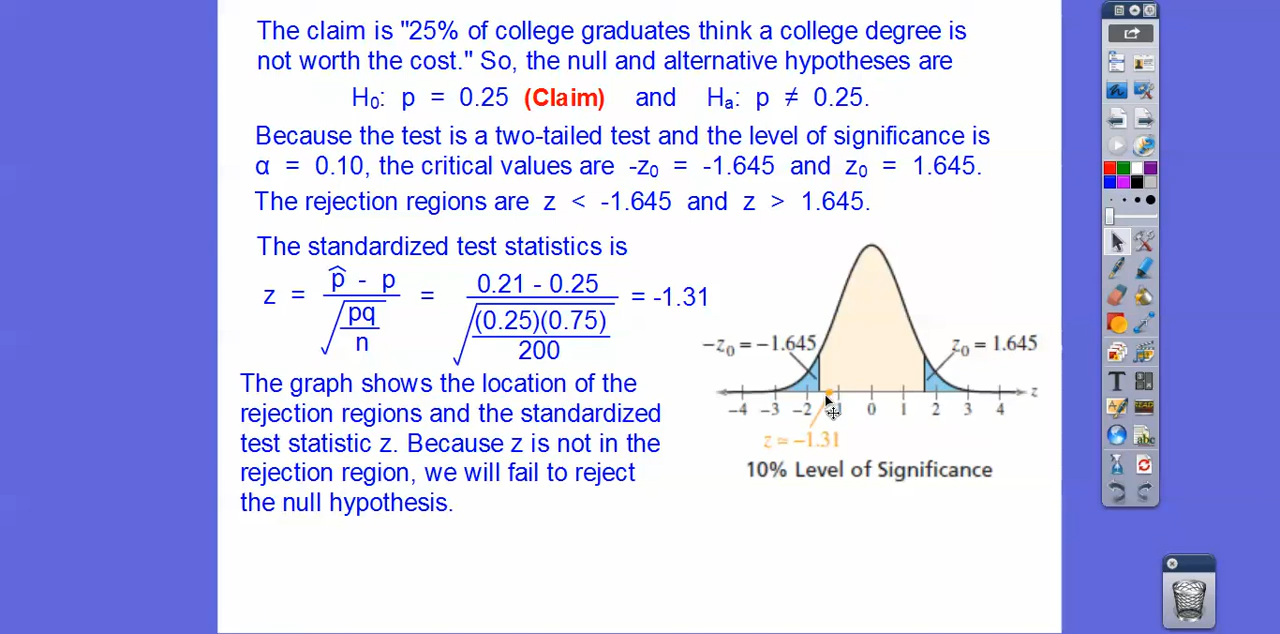 The claim is "25% of college graduates think a college degree is
not worth the cost." So, the null and alternative hypotheses are
H₀: p = 0.25 (Claim) and Hₐ: p ≠ 0.25.
Because the test is a two-tailed test and the level of significance is
α = 0.10, the critical values are -z₀ = -1.645 and z₀ = 1.645.
The rejection regions are z < -1.645 and z > 1.645.
The standardized test statistics is
z = p̂ - p / √(pq / n) = 0.21 - 0.25 / √((0.25)(0.75) / 200) = -1.31
The graph shows the location of the
rejection regions and the standardized
test statistic z. Because z is not in the
rejection region, we will fail to reject
the null hypothesis.
−z₀ = −1.645
z₀ = 1.645
−4 −3 −2 0 1 2 3 4 z
z ≈ −1.31
10% Level of Significance
T
abc